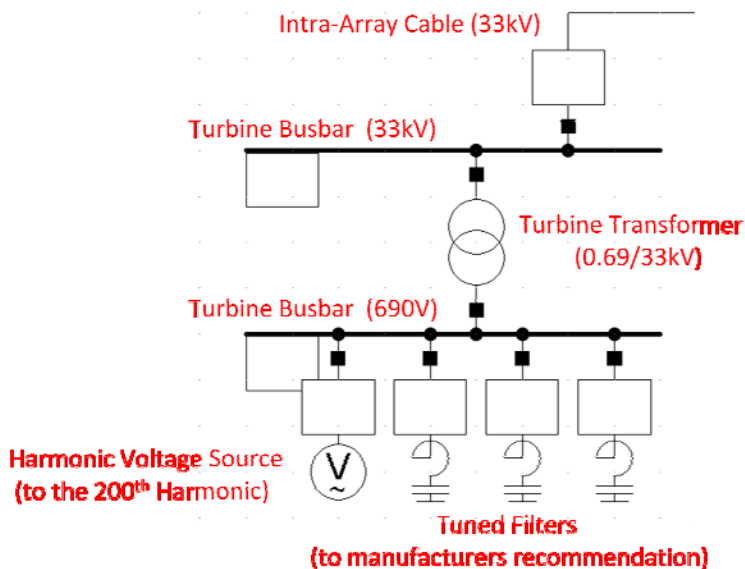 Intra-Array Cable (33kV)
Turbine Busbar (33kV)
Turbine Transformer
(0.69/33kV)
Turbine Busbar (690V)
Harmonic Voltage Source
(to the 200th Harmonic)
V
~
Tuned Filters
(to manufacturers recommendation)